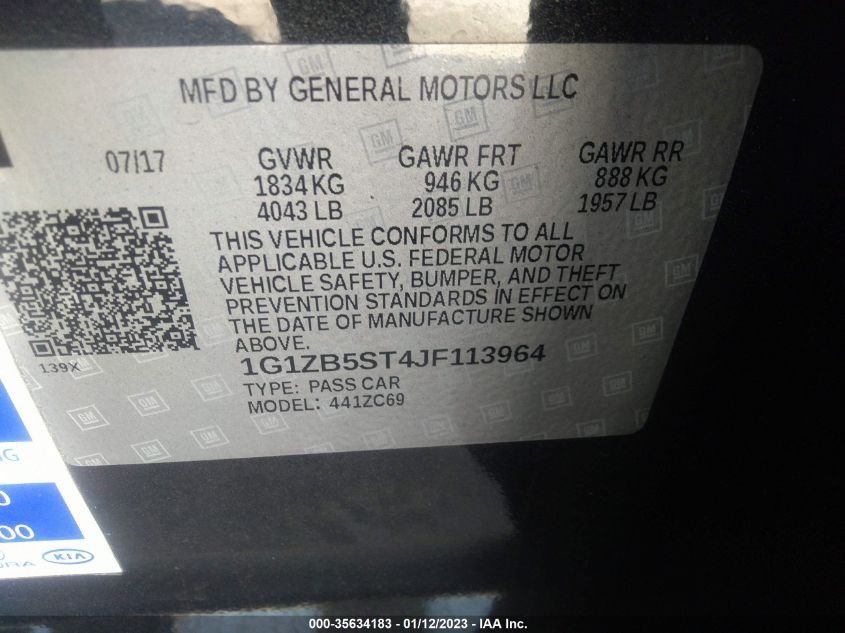 MFD BY GENERAL MOTORS LLC
07/17 GVWR GAWR FRT GAWR RR
1834 KG 946 KG 888 KG
4043 LB 2085 LB 1957 LB
THIS VEHICLE CONFORMS TO ALL
APPLICABLE U.S. FEDERAL MOTOR
VEHICLE SAFETY, BUMPER, AND THEFT
PREVENTION STANDARDS IN EFFECT ON
THE DATE OF MANUFACTURE SHOWN
ABOVE.
139X
1G1ZB5ST4JF113964
TYPE: PASS CAR
MODEL: 441ZC69
GM
KIA
000-35634183 - 01/12/2023 - IAA Inc.